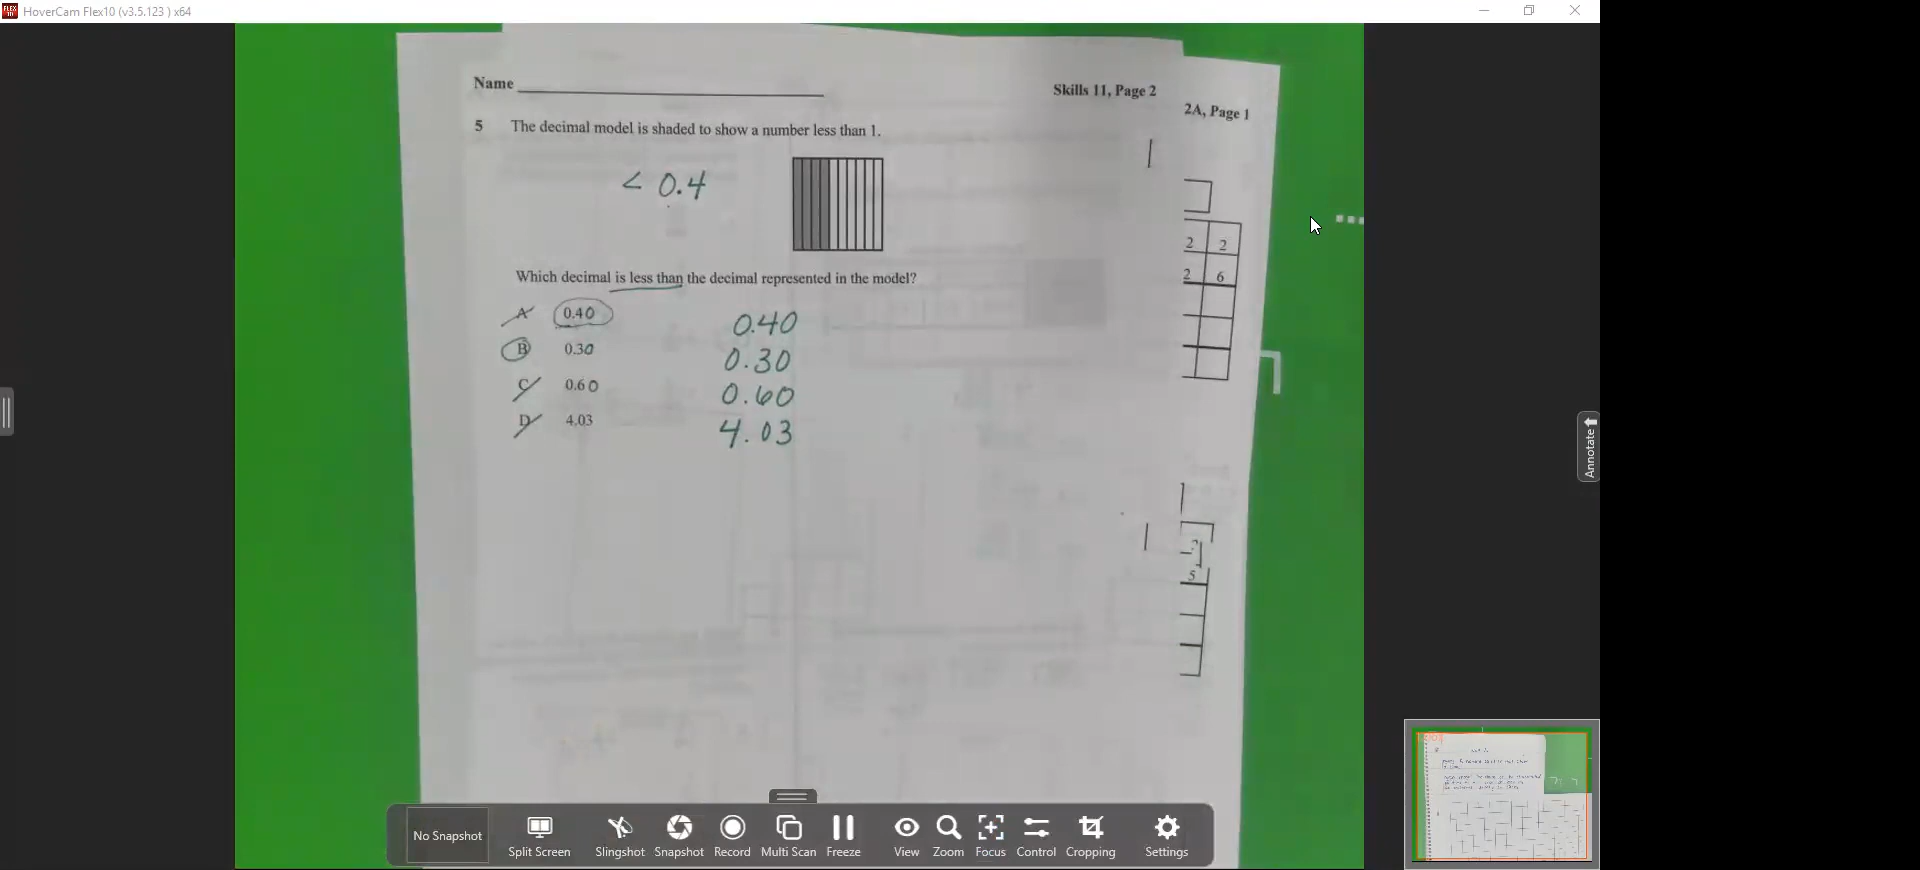 HoverCam Flex10 (v3.5.123 ) x64
Name
Skills 11, Page 2
2A, Page 1
5 The decimal model is shaded to show a number less than 1.
< 0.4
2 2
2 6
Which decimal is less than the decimal represented in the model?
A 0.40 0.40
B 0.30 0.30
C 0.60 0.60
D 4.03 4.03
5
Annotate
No Snapshot
Split Screen
Slingshot
Snapshot
Record
Multi Scan
Freeze
View
Zoom
Focus
Control
Cropping
Settings